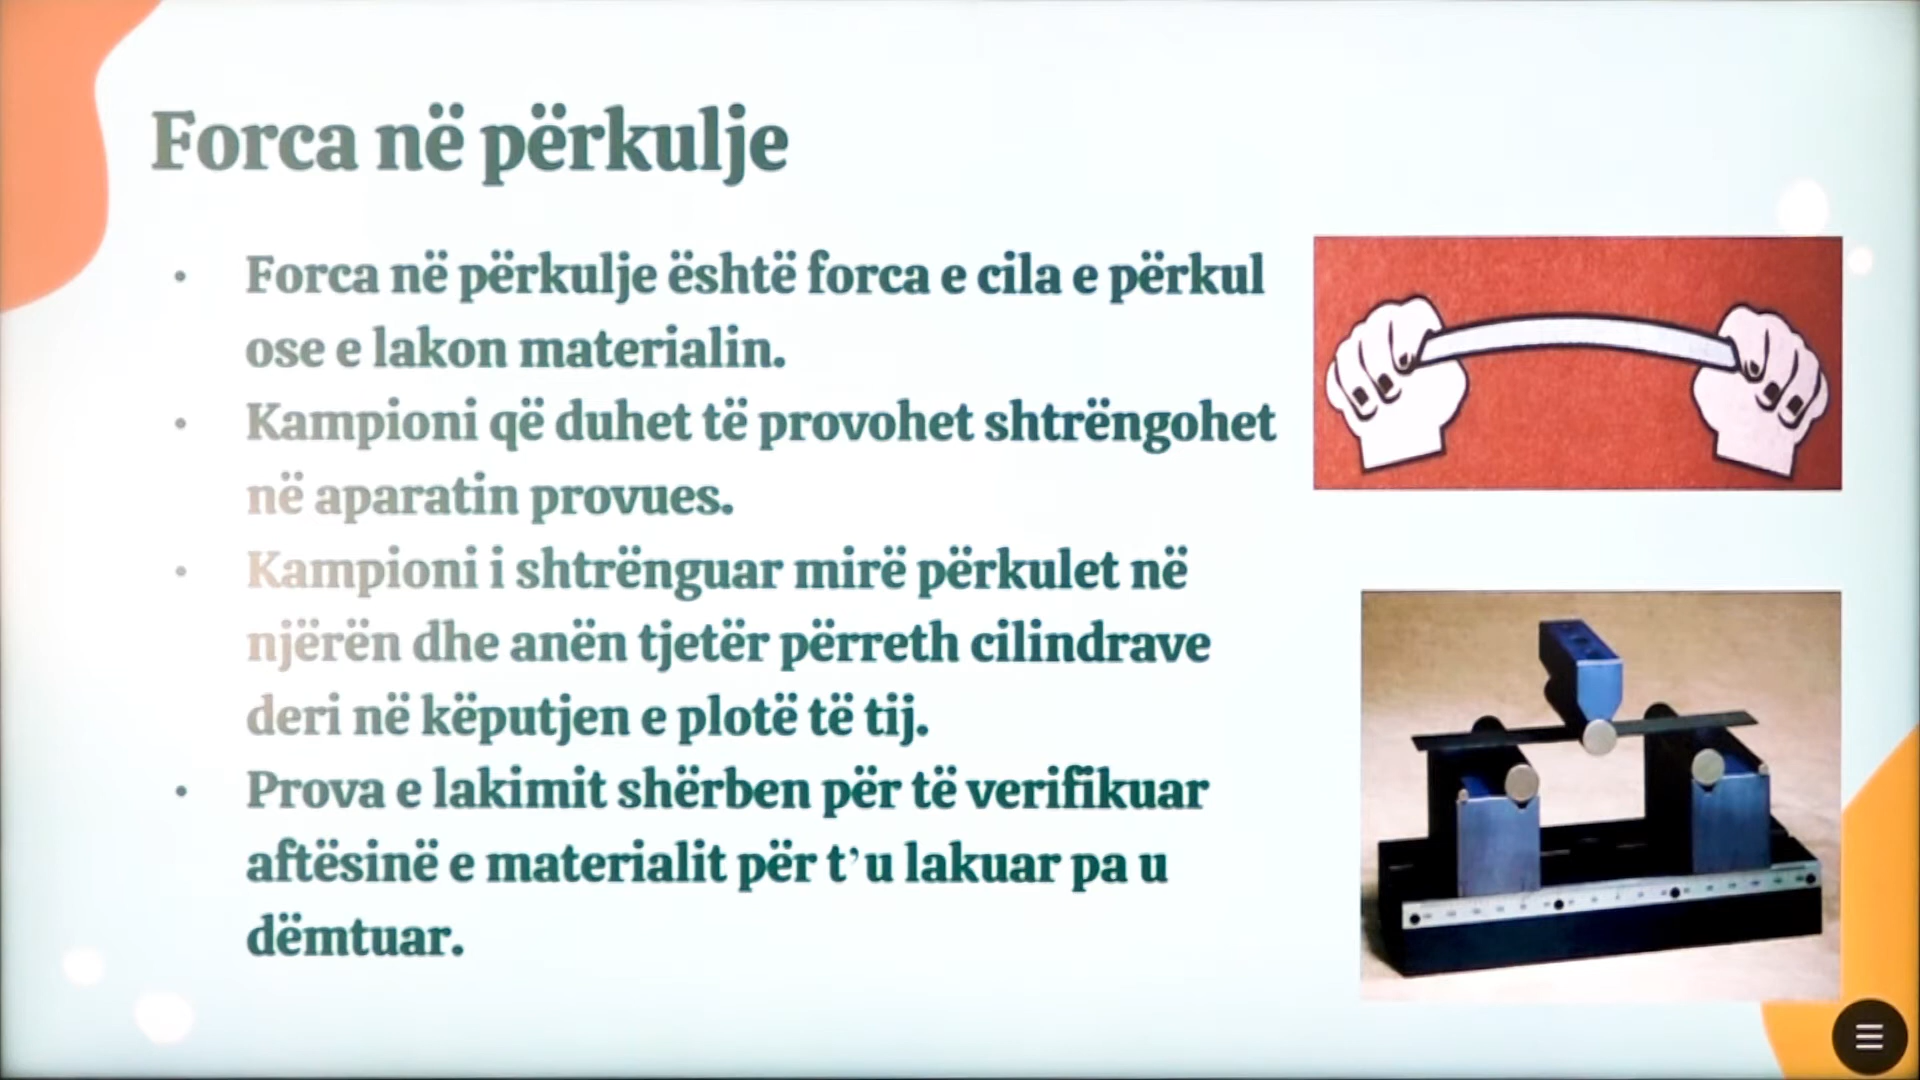 Forca në përkulje
• Forca në përkulje është forca e cila e përkul
ose e lakon materialin.
• Kampioni që duhet të provohet shtrëngohet
në aparatin provues.
• Kampioni i shtrënguar mirë përkulet në
njërën dhe anën tjetër përreth cilindrave
deri në këputjen e plotë të tij.
• Prova e lakimit shërben për të verifikuar
aftësinë e materialit për t’u lakuar pa u
dëmtuar.